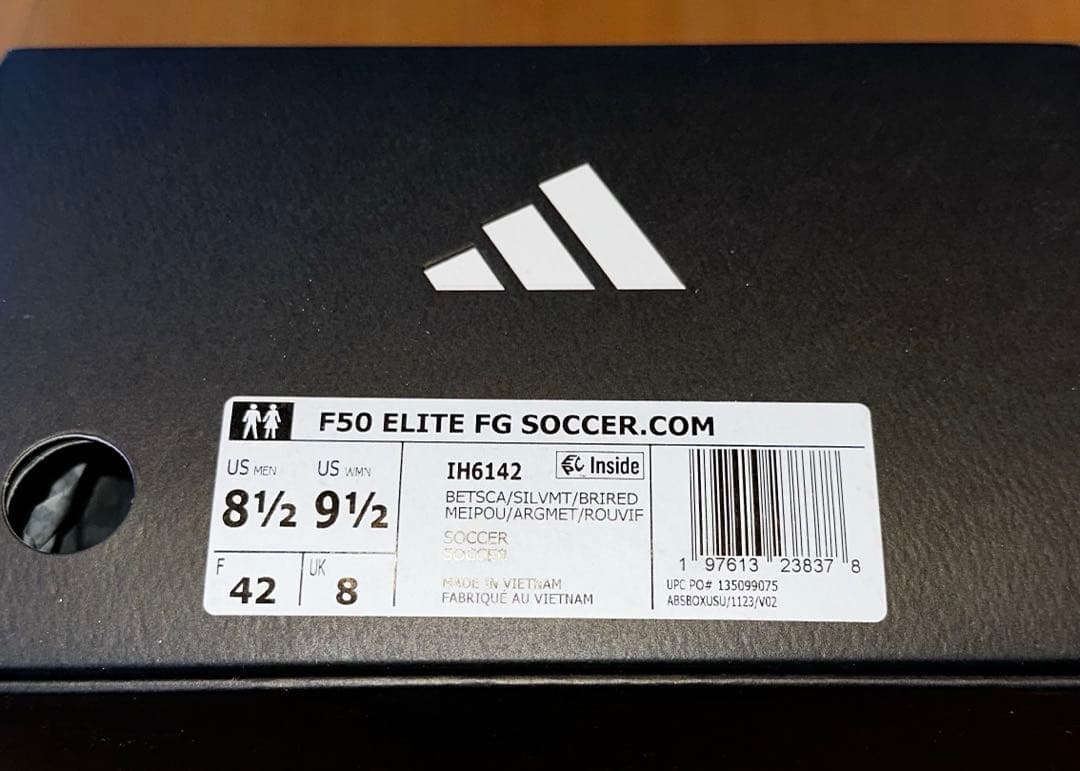 F50 ELITE FG SOCCER.COM
US MEN US WMN
8½ 9½
F 42 UK 8
IH6142
Inside
BETSCA/SILVMT/BRIRED
MEIPOU/ARGMET/ROUVIF
SOCCER
SOCCER
MADE IN VIETNAM
FABRIQUÉ AU VIETNAM
1 97613 23837 8
UPC PO# 135099075
ABSBOXUSU/1123/V02